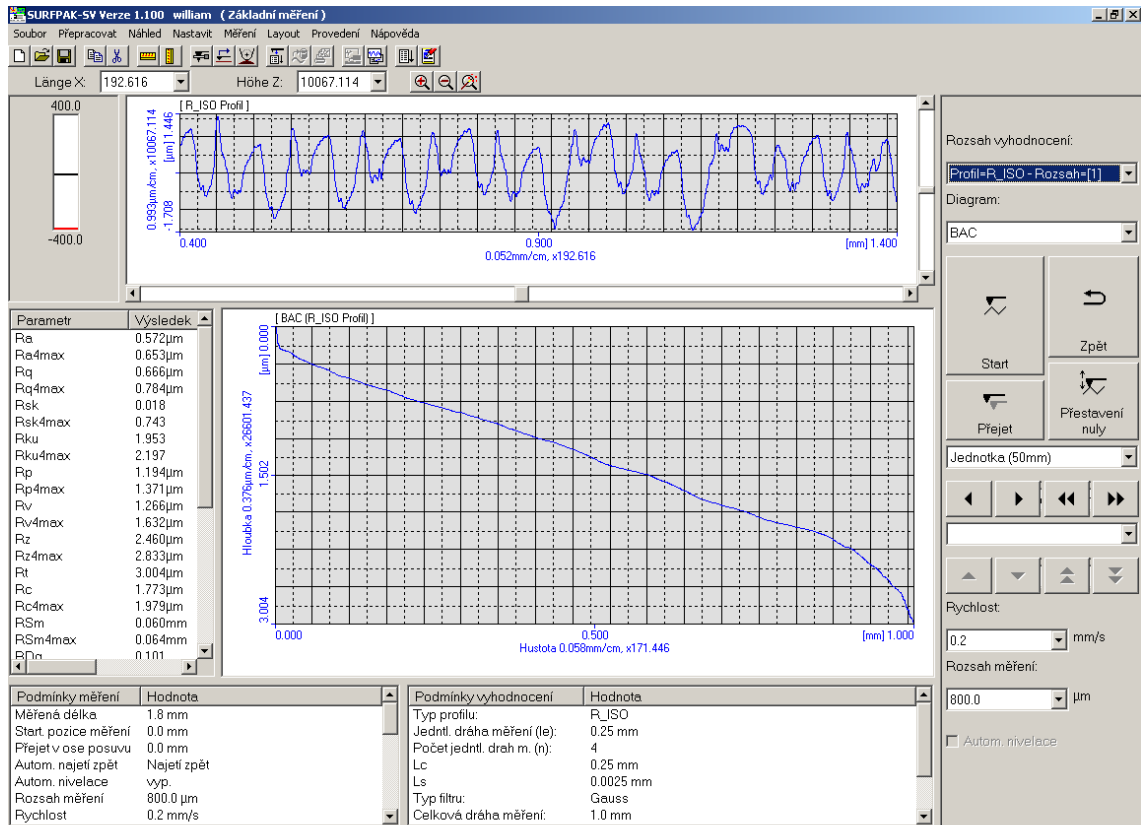 SURFPAK-SV Verze 1.100 william ( Základní měření )
Soubor Přepracovat Náhled Nastavit Měření Layout Provedení Nápověda
Länge X: 192.616 Höhe Z: 10067.114
400.0
-400.0
[ R_ISO Profil ]
0.993µm/cm, x10067.114
-1.708 [µm] 1.446
0.400 0.900 [mm] 1.400
0.052mm/cm, x192.616
Rozsah vyhodnocení:
Profil=R_ISO - Rozsah=[1]
Diagram:
BAC
Start
Zpět
Přejet
Přestavení
nuly
Jednotka (50mm)
Rychlost:
0.2 mm/s
Rozsah měření:
800.0 µm
Autom. nivelace
Parametr Výsledek
Ra 0.572µm
Ra4max 0.653µm
Rq 0.666µm
Rq4max 0.784µm
Rsk 0.018
Rsk4max 0.743
Rku 1.953
Rku4max 2.197
Rp 1.194µm
Rp4max 1.371µm
Rv 1.266µm
Rv4max 1.632µm
Rz 2.460µm
Rz4max 2.833µm
Rt 3.004µm
Rc 1.773µm
Rc4max 1.979µm
RSm 0.060mm
RSm4max 0.064mm
RDq 0.101
[ BAC (R_ISO Profil) ]
Hloubka 0.376µm/cm, x26601.437
3.004 1.502 [µm] 0.000
0.000 0.500 [mm] 1.000
Hustota 0.058mm/cm, x171.446
Podmínky měření Hodnota
Měřená délka 1.8 mm
Start. pozice měření 0.0 mm
Přejet v ose posuvu 0.0 mm
Autom. najetí zpět Najetí zpět
Autom. nivelace vyp.
Rozsah měření 800.0 µm
Rychlost 0.2 mm/s
Podmínky vyhodnocení Hodnota
Typ profilu: R_ISO
Jedntl. dráha měření (le): 0.25 mm
Počet jedntl. drah m. (n): 4
Lc 0.25 mm
Ls 0.0025 mm
Typ filtru: Gauss
Celková dráha měření: 1.0 mm